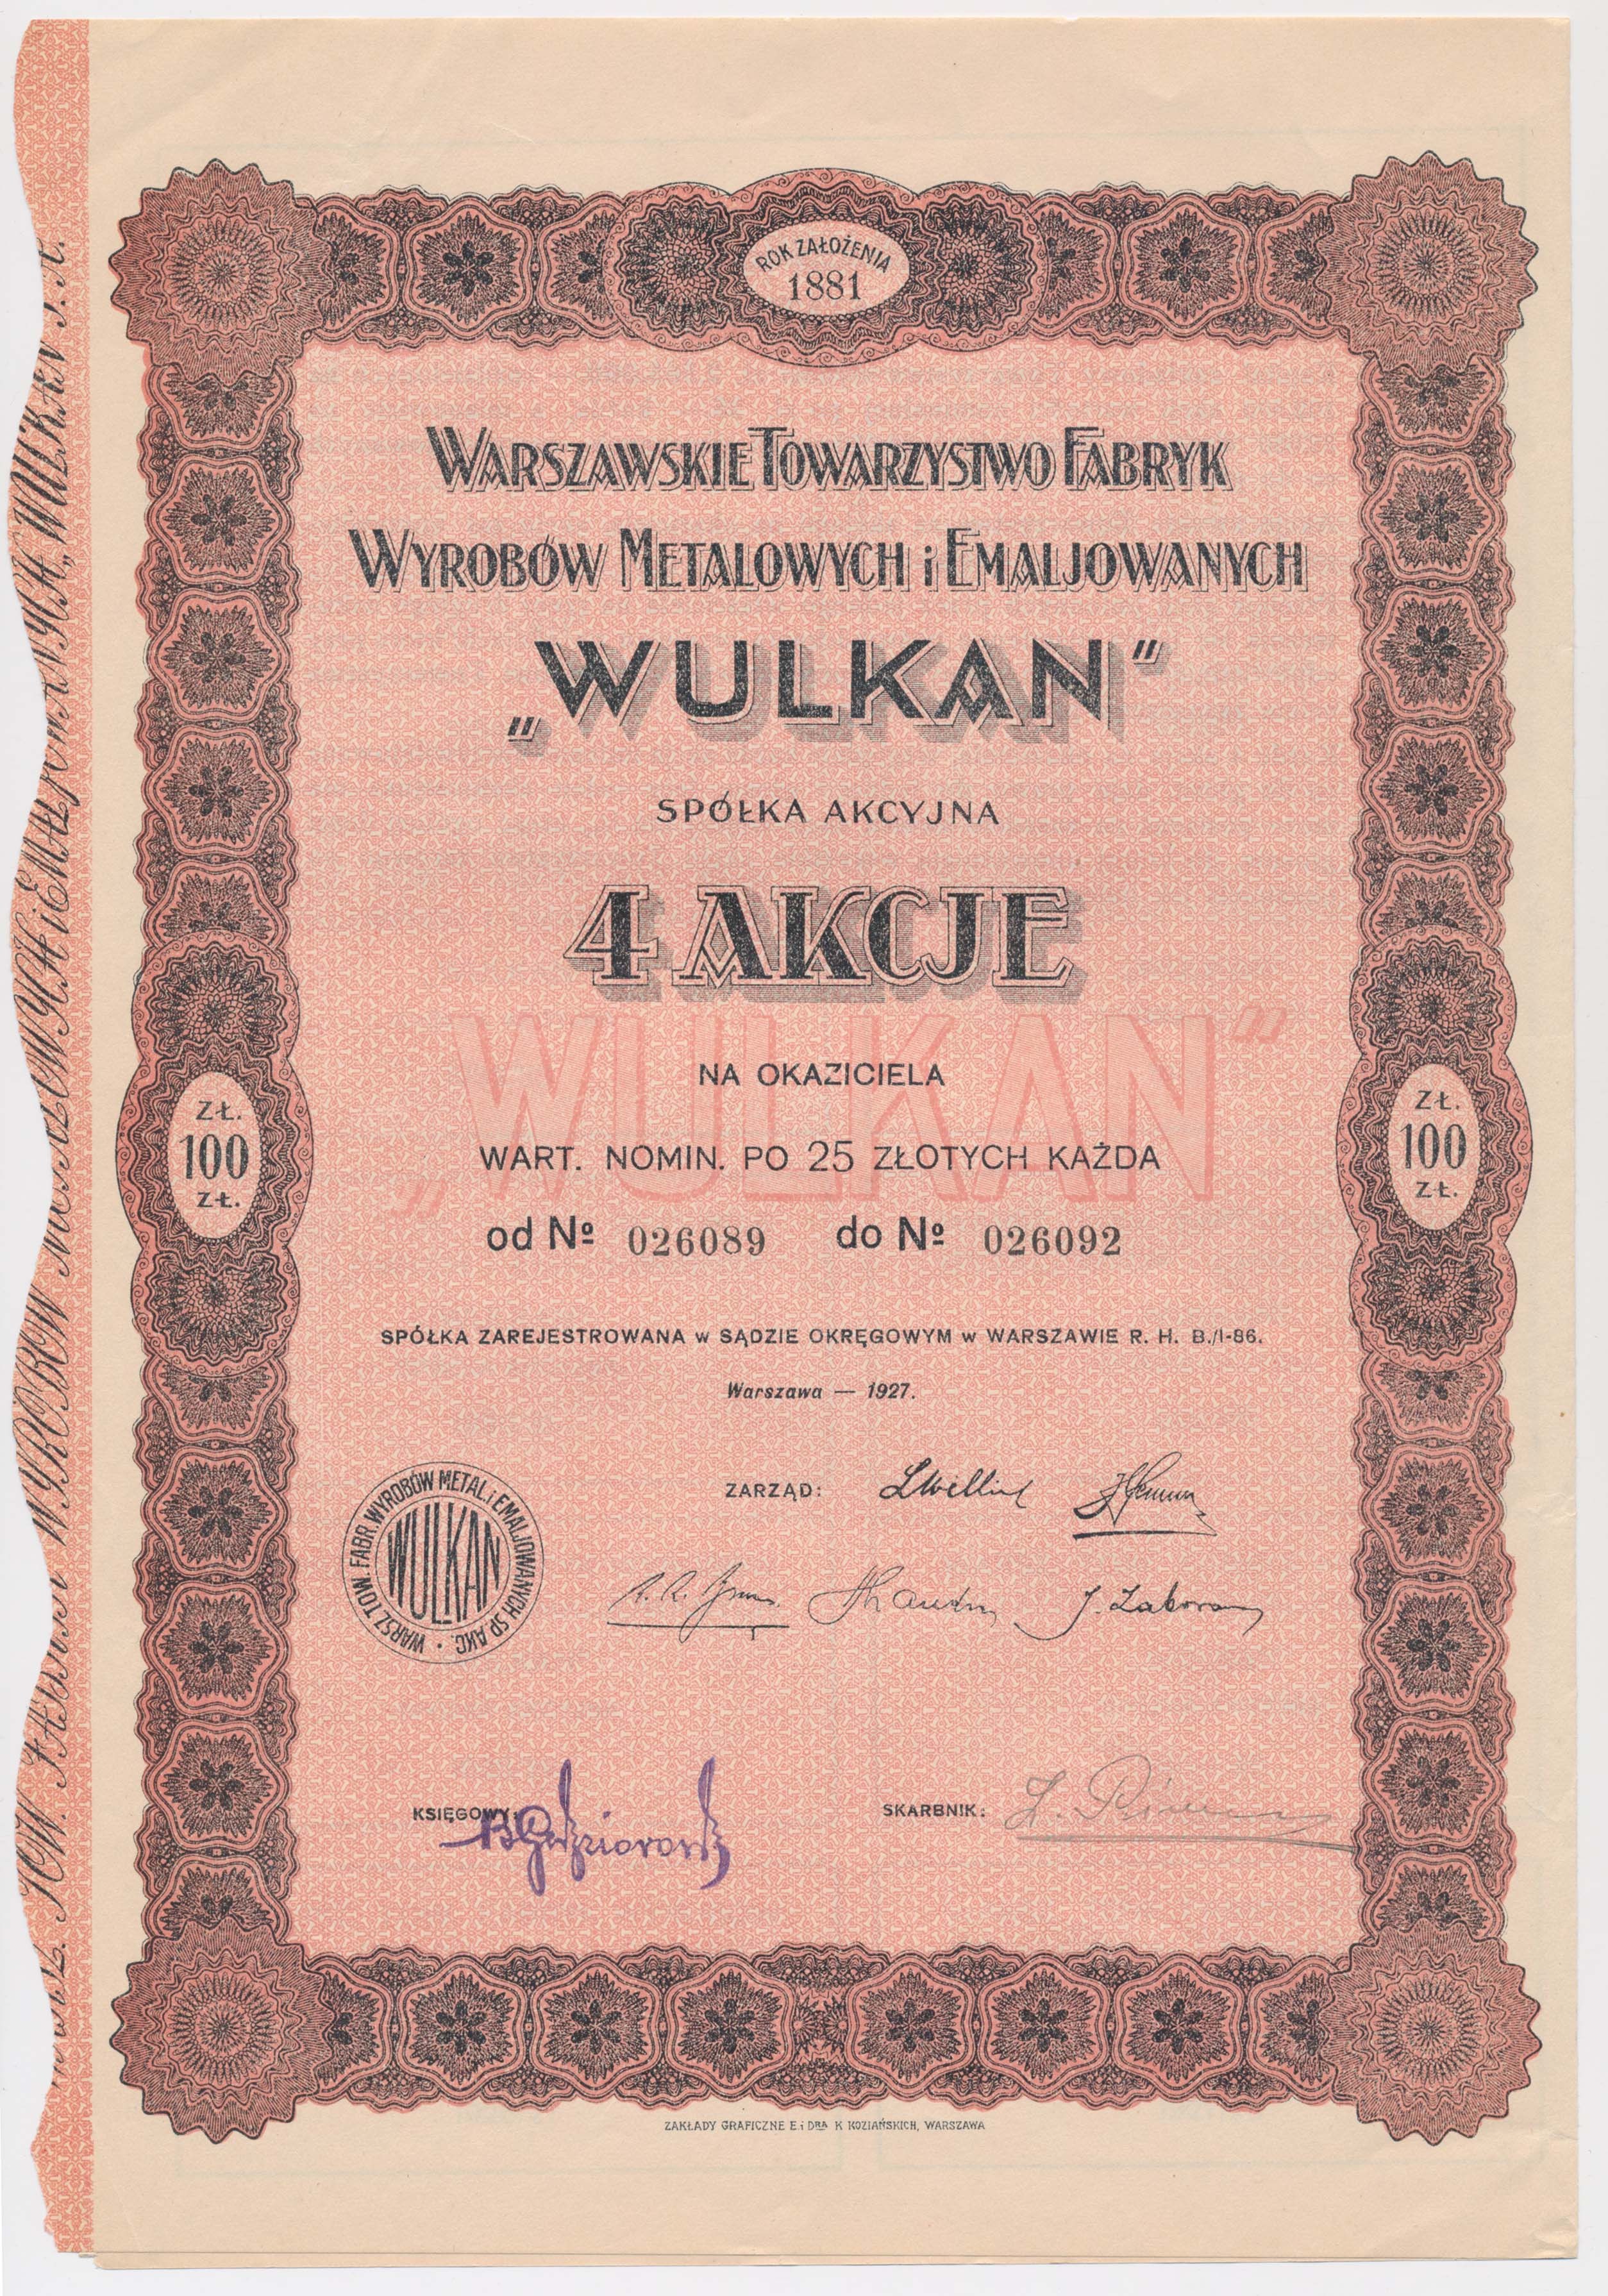 ROK ZAŁOŻENIA
1881
WARSZAWSKIE TOWARZYSTWO FABRYK
WYROBÓW METALOWYCH i EMALJOWANYCH
„WULKAN”
SPÓŁKA AKCYJNA
4 AKCJE
„WULKAN”
NA OKAZICIELA
WART. NOMIN. PO 25 ZŁOTYCH KAŻDA
od № 026089 do № 026092
ZŁ.
100
ZŁ.
ZŁ.
100
ZŁ.
SPÓŁKA ZAREJESTROWANA w SĄDZIE OKRĘGOWYM w WARSZAWIE R. H. B./I-86.
Warszawa — 1927.
ZARZĄD:
WARSZ. TOW. FABR. WYROBÓW METAL. i EMALJOWANYCH SP. AKC.
WULKAN
KSIĘGOWY:
SKARBNIK:
ZAKŁADY GRAFICZNE E. i DRA K KOZIAŃSKICH, WARSZAWA